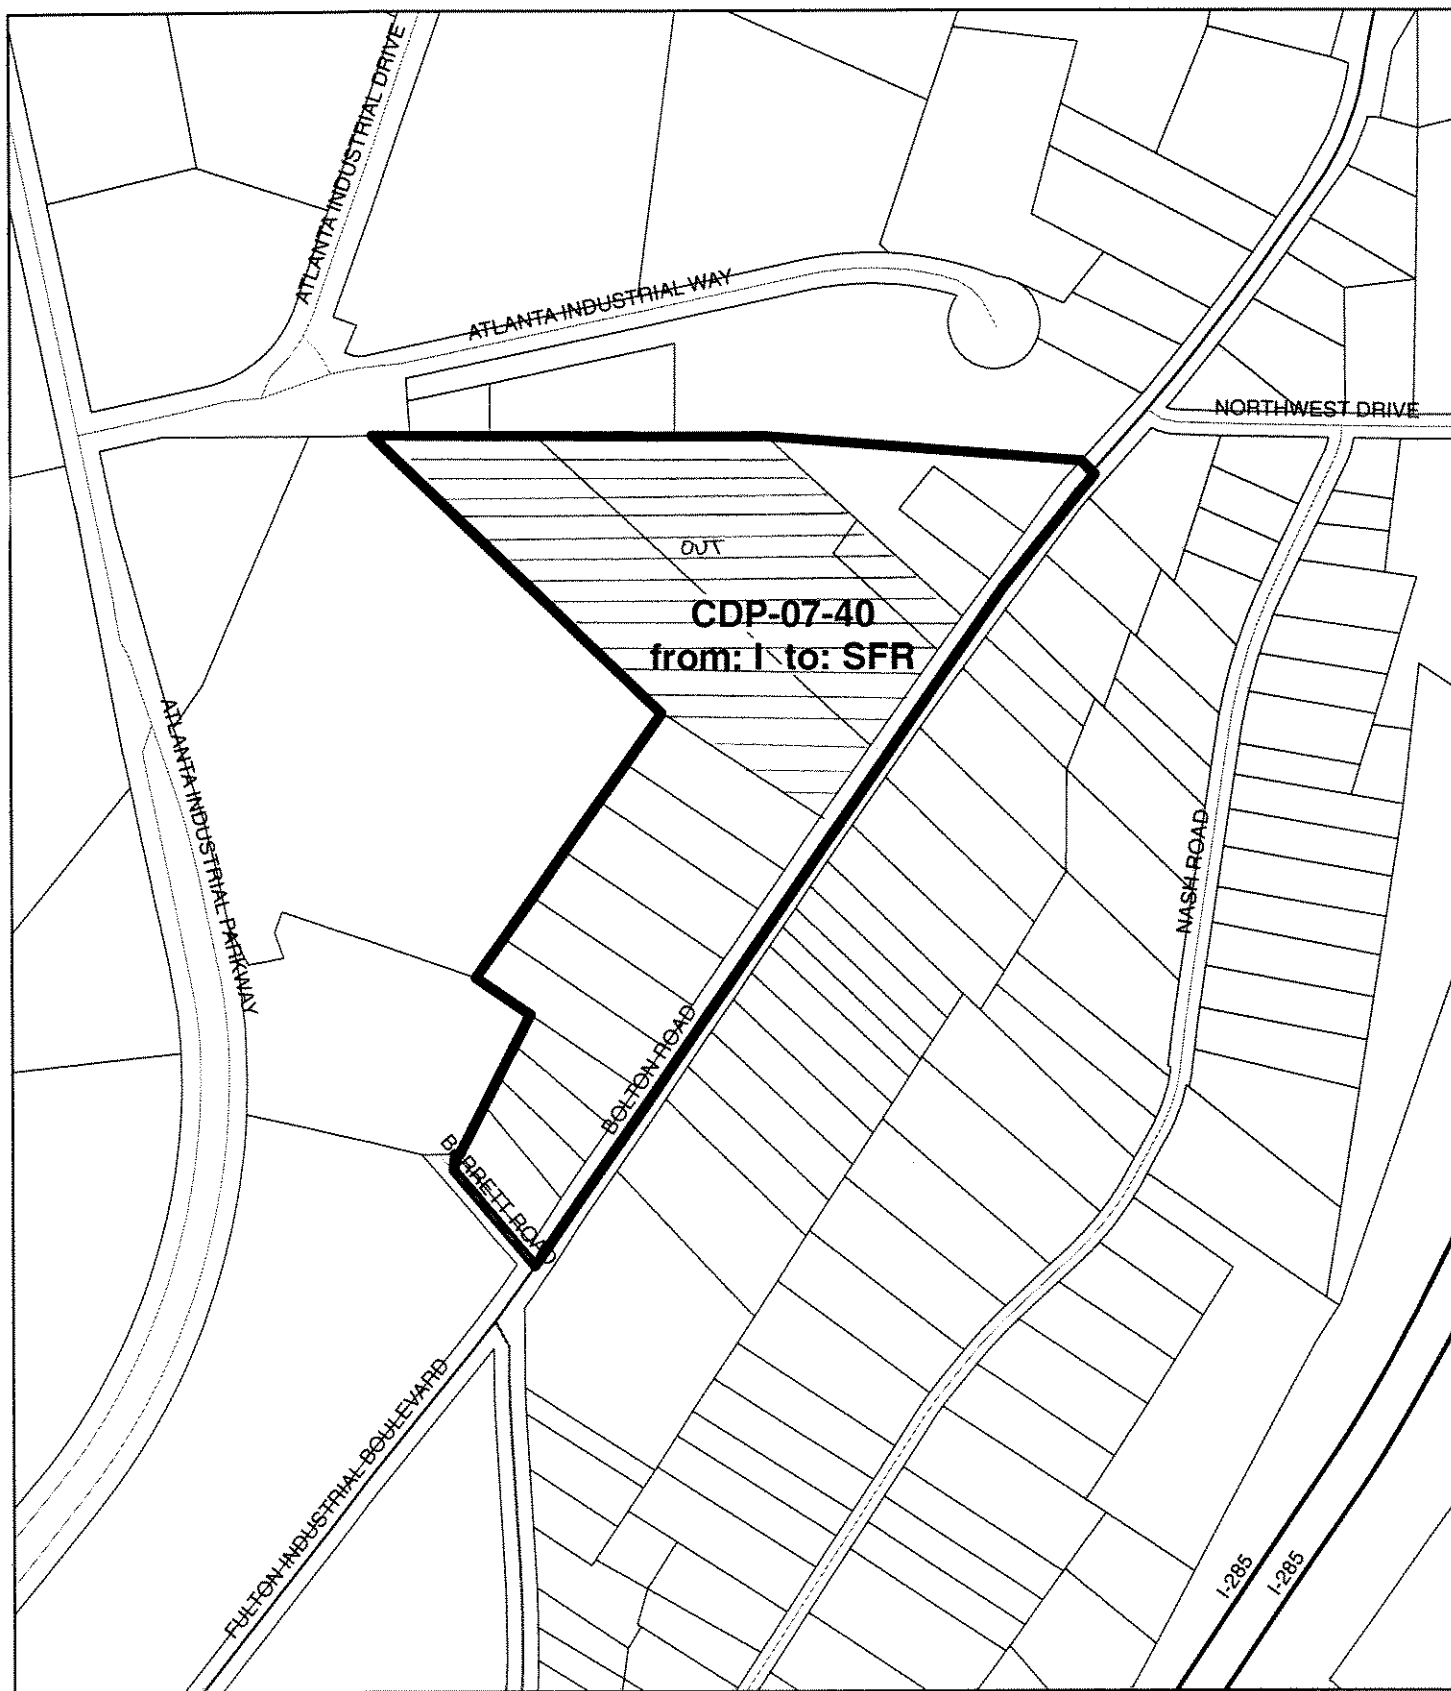 ATLANTA INDUSTRIAL DRIVE
ATLANTA INDUSTRIAL WAY
NORTHWEST DRIVE
OUT
CDP-07-40
from: I to: SFR
ATLANTA INDUSTRIAL PARKWAY
NASH ROAD
BOLTON ROAD
BARRETT ROAD
FULTON INDUSTRIAL BOULEVARD
I-285
I-285